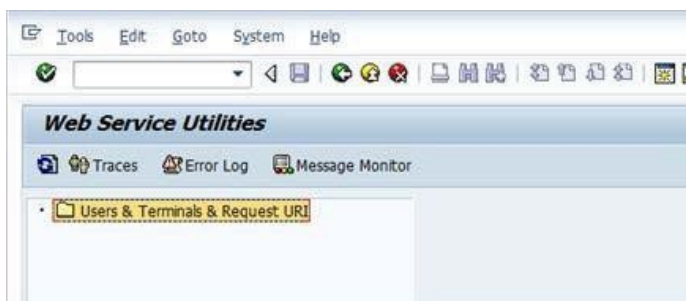 Tools Edit Goto System Help
Web Service Utilities
Traces Error Log Message Monitor
Users & Terminals & Request URI